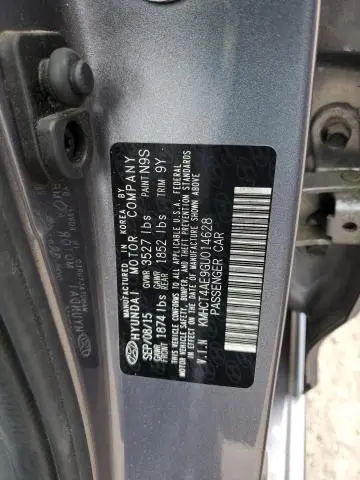 MANUFACTURED IN KOREA BY
HYUNDAI MOTOR COMPANY
SEP/08/15 GVWR 3527 lbs PAINT N9S
GAWR FRONT 1874 lbs GAWR REAR 1852 lbs TRIM 9Y
THIS VEHICLE CONFORMS TO ALL APPLICABLE U.S.A. FEDERAL
MOTOR VEHICLE SAFETY, BUMPER, AND THEFT PREVENTION STANDARDS
IN EFFECT ON THE DATE OF MANUFACTURE SHOWN ABOVE.
V.I.N KMHCT4AE9GU014628
PASSENGER CAR